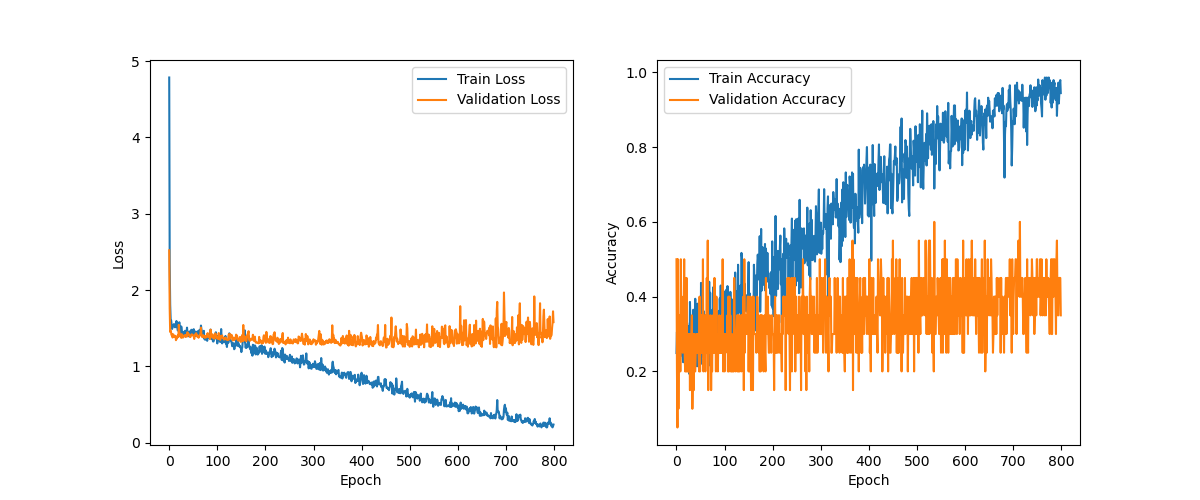 5
4
3
2
1
0
Loss
0 100 200 300 400 500 600 700 800
Epoch
Train Loss
Validation Loss
1.0
0.8
0.6
0.4
0.2
Accuracy
0 100 200 300 400 500 600 700 800
Epoch
Train Accuracy
Validation Accuracy